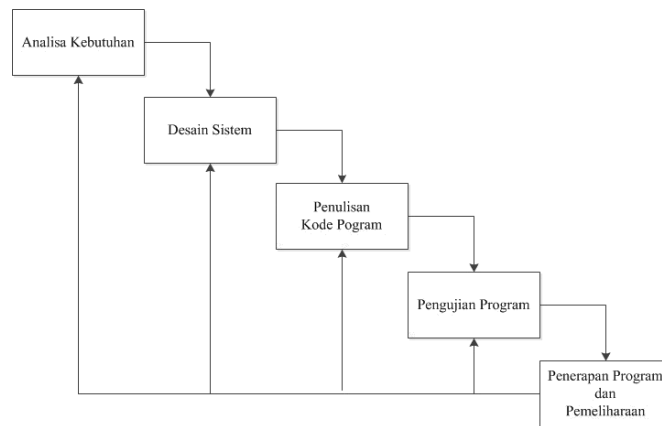 Analisa Kebutuhan
Desain Sistem
Penulisan
Kode Pogram
Pengujian Program
Penerapan Program
dan
Pemeliharaan